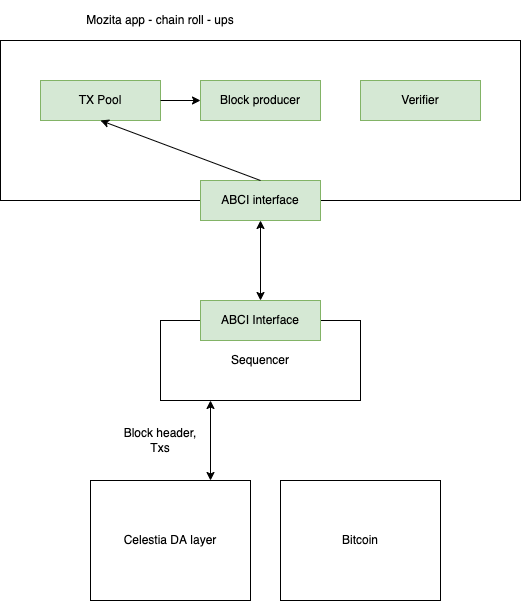 Mozita app - chain roll - ups
TX Pool
Block producer
Verifier
ABCI interface
ABCI Interface
Sequencer
Block header,
Txs
Celestia DA layer
Bitcoin